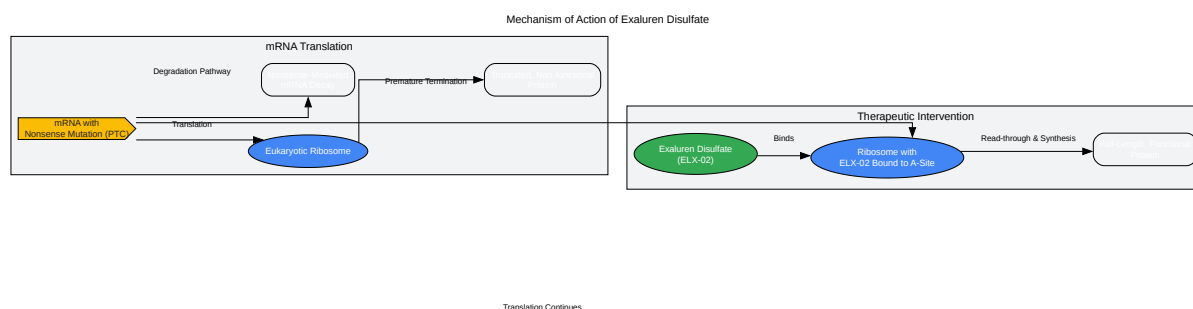 Mechanism of Action of Exaluren Disulfate
mRNA Translation
Degradation Pathway
Premature Termination
mRNA with
Nonsense Mutation (PTC)
Translation
Eukaryotic Ribosome
Therapeutic Intervention
Exaluren Disulfate
(ELX-02)
Binds
Ribosome with
ELX-02 Bound to A-Site
Read-through & Synthesis
Translation Continues